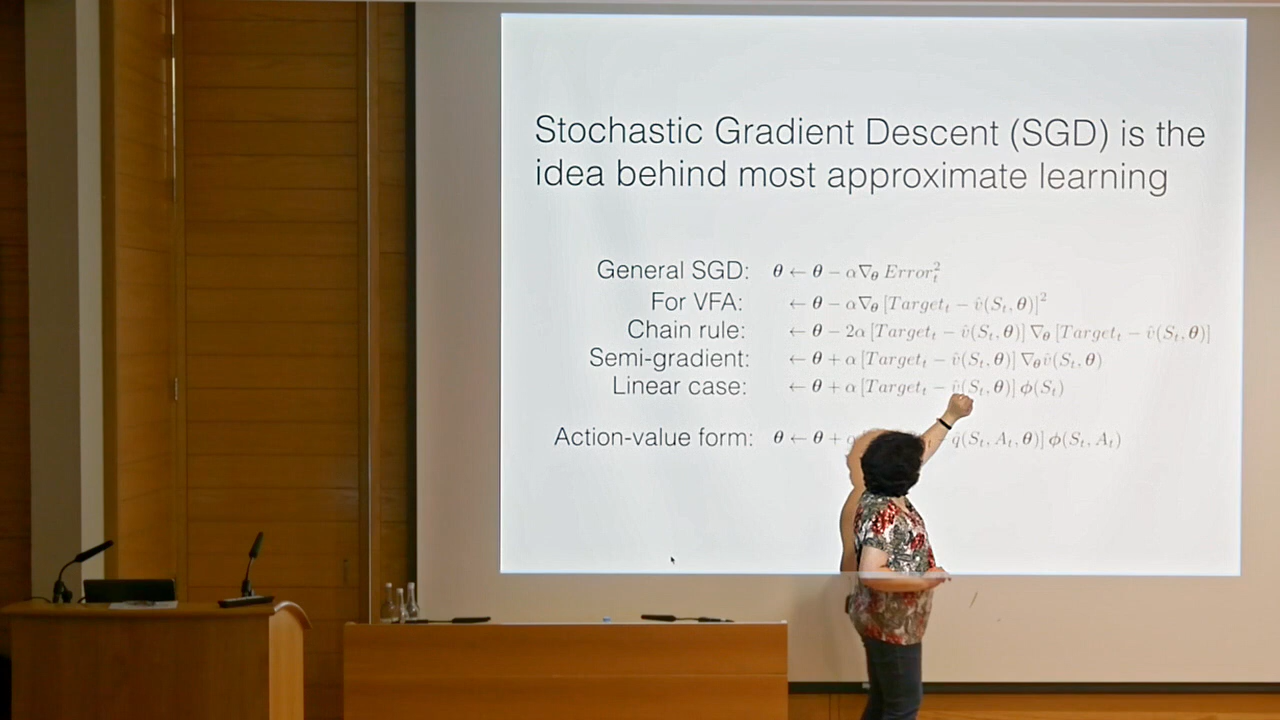 Stochastic Gradient Descent (SGD) is the
idea behind most approximate learning
General SGD: θ ← θ − α∇θ Error²t
For VFA: ← θ − α∇θ [Targett − v̂(St, θ)]²
Chain rule: ← θ − 2α [Targett − v̂(St, θ)] ∇θ [Targett − v̂(St, θ)]
Semi-gradient: ← θ + α [Targett − v̂(St, θ)] ∇θv̂(St, θ)
Linear case: ← θ + α [Targett − v̂(St, θ)] ϕ(St)
Action-value form: θ ← θ + α t − q̂(St, At, θ)] ϕ(St, At)